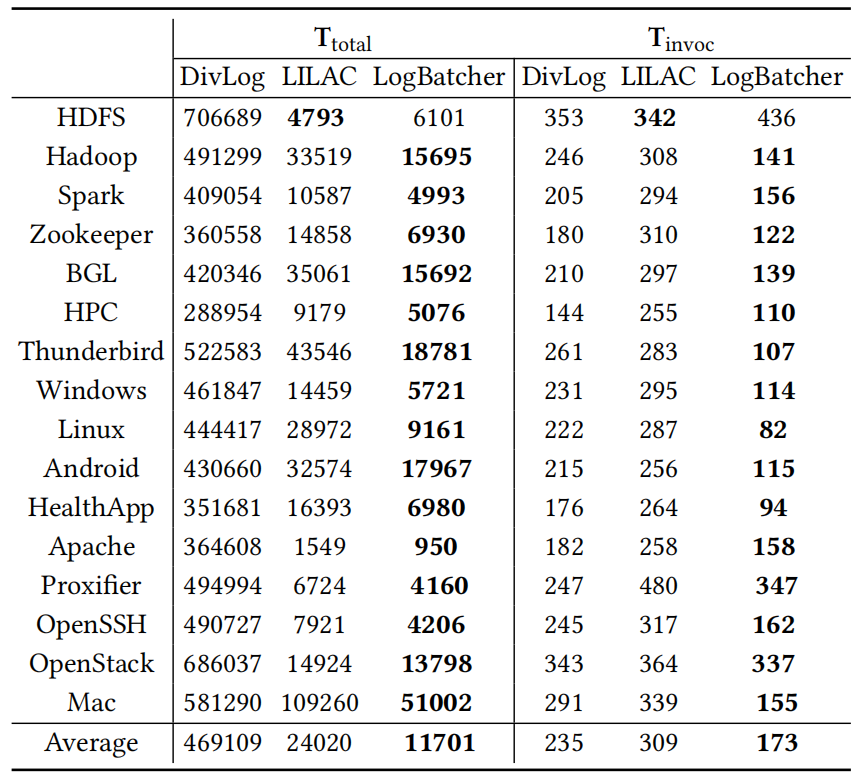 T_total T_invoc
DivLog LILAC LogBatcher DivLog LILAC LogBatcher
HDFS 706689 4793 6101 353 342 436
Hadoop 491299 33519 15695 246 308 141
Spark 409054 10587 4993 205 294 156
Zookeeper 360558 14858 6930 180 310 122
BGL 420346 35061 15692 210 297 139
HPC 288954 9179 5076 144 255 110
Thunderbird 522583 43546 18781 261 283 107
Windows 461847 14459 5721 231 295 114
Linux 444417 28972 9161 222 287 82
Android 430660 32574 17967 215 256 115
HealthApp 351681 16393 6980 176 264 94
Apache 364608 1549 950 182 258 158
Proxifier 494994 6724 4160 247 480 347
OpenSSH 490727 7921 4206 245 317 162
OpenStack 686037 14924 13798 343 364 337
Mac 581290 109260 51002 291 339 155
Average 469109 24020 11701 235 309 173